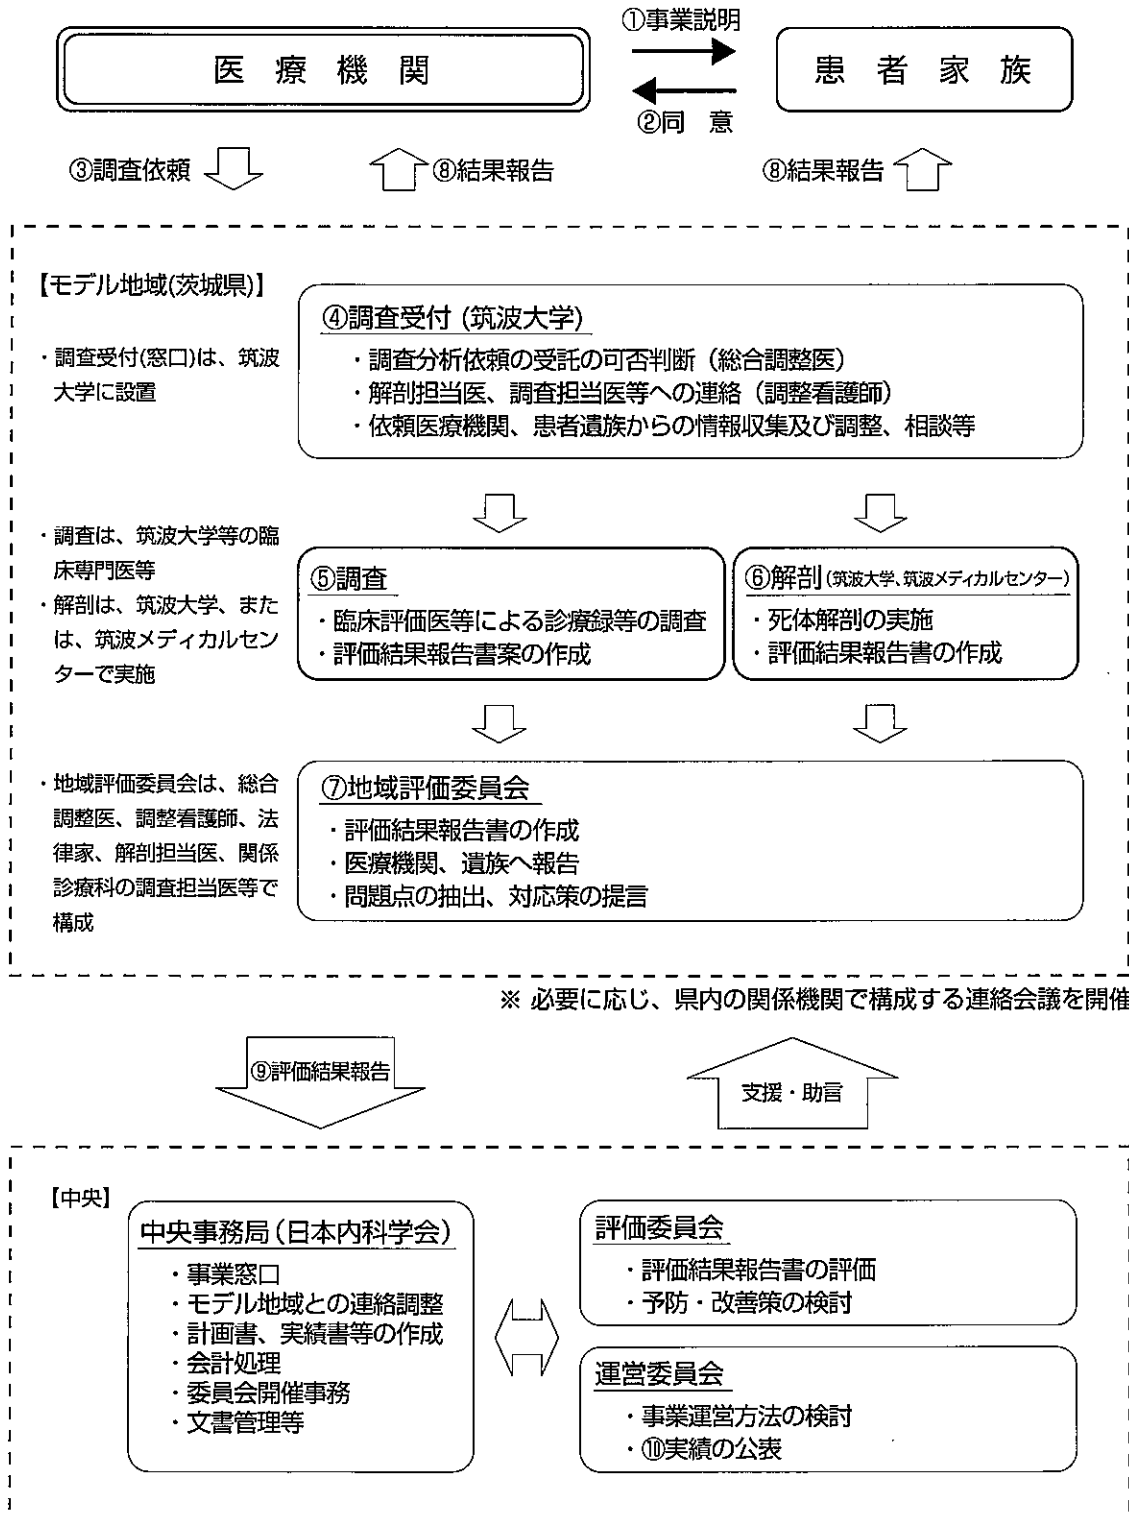 ①事業説明
医療機関
患者家族
②同　意
③調査依頼
⑧結果報告
⑧結果報告
【モデル地域(茨城県)】
・調査受付(窓口)は、筑波
大学に設置
④調査受付 (筑波大学)
・調査分析依頼の受託の可否判断（総合調整医）
・解剖担当医、調査担当医等への連絡（調整看護師）
・依頼医療機関、患者遺族からの情報収集及び調整、相談等
・調査は、筑波大学等の臨
床専門医等
・解剖は、筑波大学、また
は、筑波メディカルセン
ターで実施
⑤調査
・臨床評価医等による診療録等の調査
・評価結果報告書案の作成
⑥解剖(筑波大学、筑波メディカルセンター)
・死体解剖の実施
・評価結果報告書の作成
・地域評価委員会は、総合
調整医、調整看護師、法
律家、解剖担当医、関係
診療科の調査担当医等で
構成
⑦地域評価委員会
・評価結果報告書の作成
・医療機関、遺族へ報告
・問題点の抽出、対応策の提言
※ 必要に応じ、県内の関係機関で構成する連絡会議を開催
⑨評価結果報告
支援・助言
【中央】
中央事務局(日本内科学会)
・事業窓口
・モデル地域との連絡調整
・計画書、実績書等の作成
・会計処理
・委員会開催事務
・文書管理等
評価委員会
・評価結果報告書の評価
・予防・改善策の検討
運営委員会
・事業運営方法の検討
・⑩実績の公表